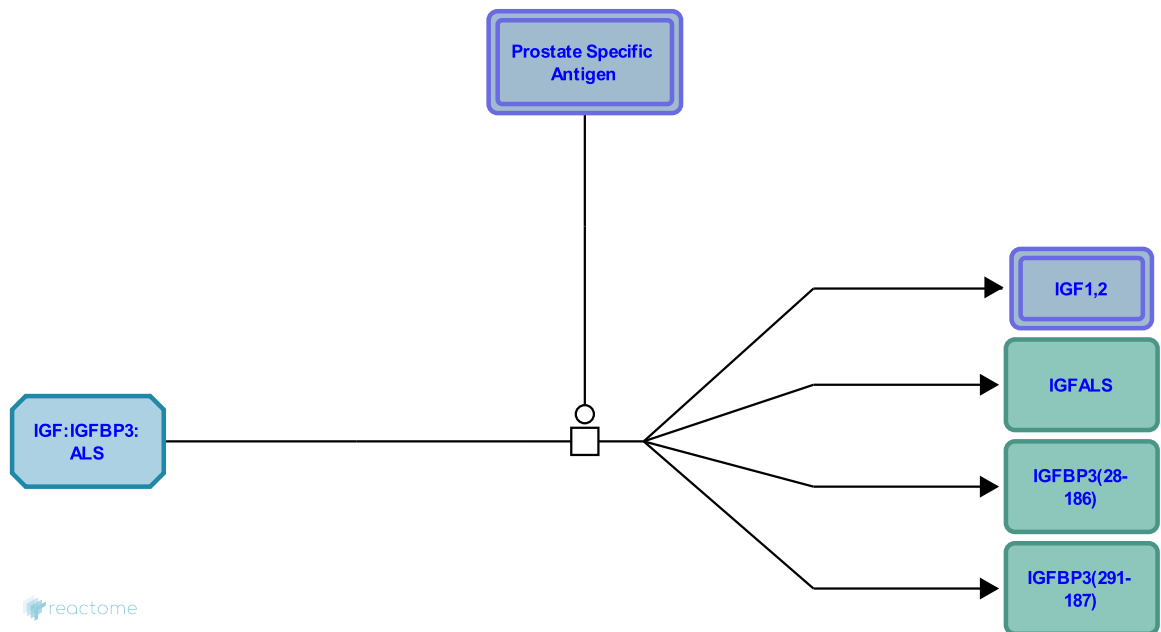 Prostate Specific
Antigen
IGF1,2
IGFALS
IGF:IGFBP3:
ALS
IGFBP3(28-
186)
IGFBP3(291-
187)
reactome